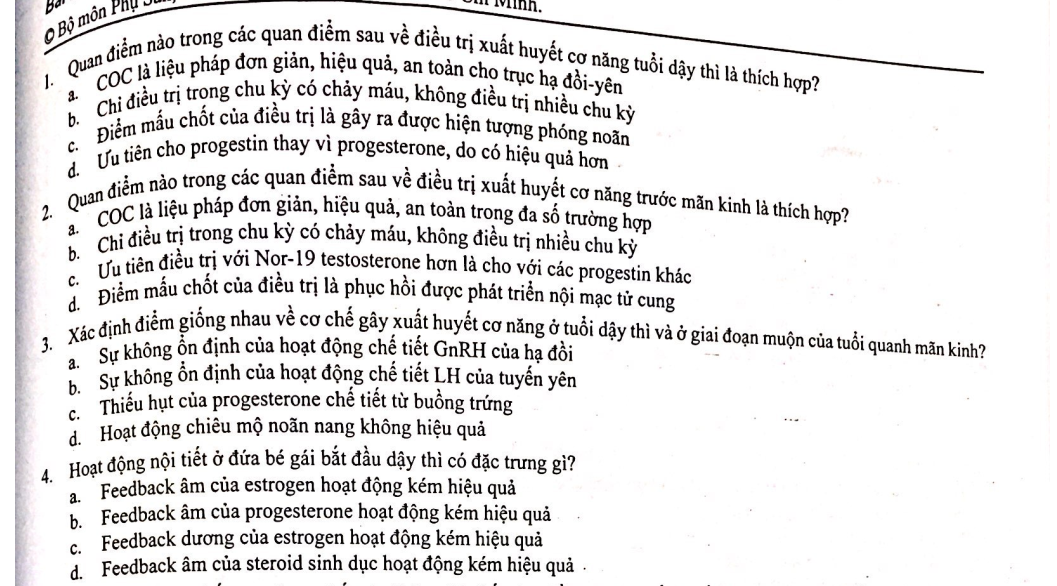 © Bộ môn Phụ
Minh.
1. Quan điểm nào trong các quan điểm sau về điều trị xuất huyết cơ năng tuổi dậy thì là thích hợp?
a. COC là liệu pháp đơn giản, hiệu quả, an toàn cho trục hạ đồi-yên
b. Chỉ điều trị trong chu kỳ có chảy máu, không điều trị nhiều chu kỳ
c. Điểm mấu chốt của điều trị là gây ra được hiện tượng phóng noãn
d. Ưu tiên cho progestin thay vì progesterone, do có hiệu quả hơn
2. Quan điểm nào trong các quan điểm sau về điều trị xuất huyết cơ năng trước mãn kinh là thích hợp?
a. COC là liệu pháp đơn giản, hiệu quả, an toàn trong đa số trường hợp
b. Chỉ điều trị trong chu kỳ có chảy máu, không điều trị nhiều chu kỳ
c. Ưu tiên điều trị với Nor-19 testosterone hơn là cho với các progestin khác
d. Điểm mấu chốt của điều trị là phục hồi được phát triển nội mạc tử cung
3. Xác định điểm giống nhau về cơ chế gây xuất huyết cơ năng ở tuổi dậy thì và ở giai đoạn muộn của tuổi quanh mãn kinh?
a. Sự không ổn định của hoạt động chế tiết GnRH của hạ đồi
b. Sự không ổn định của hoạt động chế tiết LH của tuyến yên
c. Thiếu hụt của progesterone chế tiết từ buồng trứng
d. Hoạt động chiêu mộ noãn nang không hiệu quả
4. Hoạt động nội tiết ở đứa bé gái bắt đầu dậy thì có đặc trưng gì?
a. Feedback âm của estrogen hoạt động kém hiệu quả
b. Feedback âm của progesterone hoạt động kém hiệu quả
c. Feedback dương của estrogen hoạt động kém hiệu quả
d. Feedback âm của steroid sinh dục hoạt động kém hiệu quả